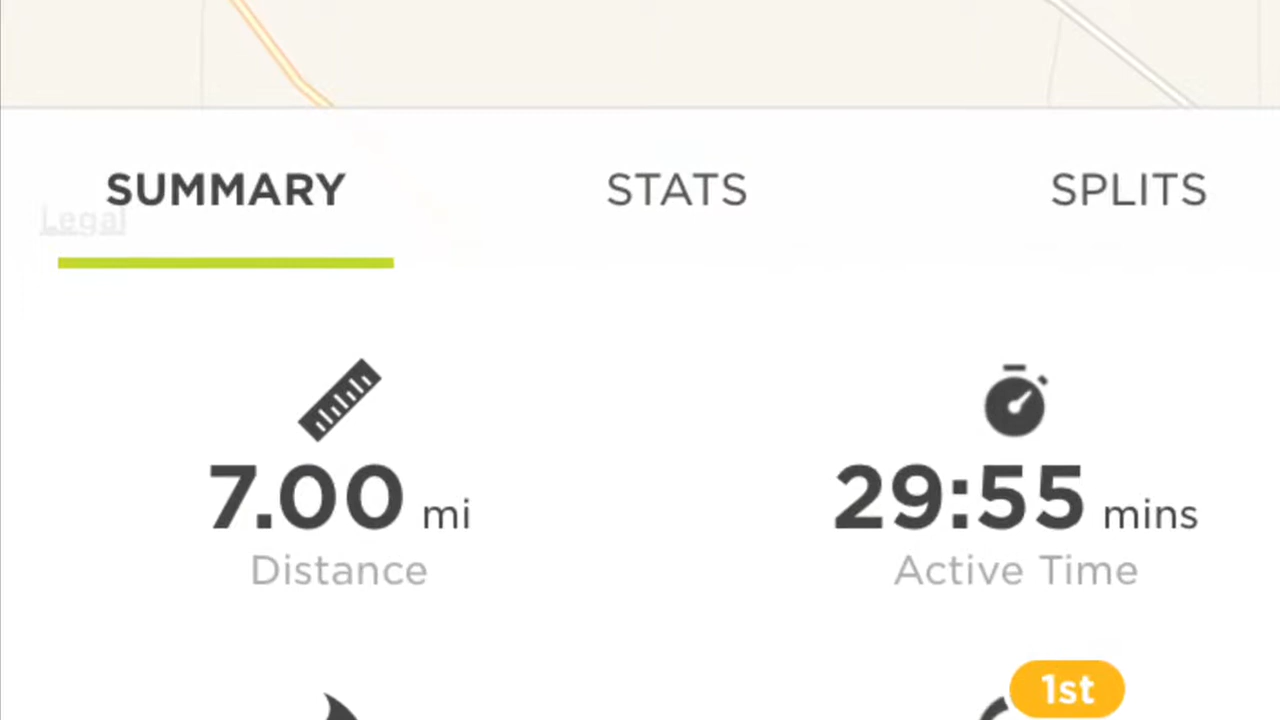 SUMMARY STATS SPLITS
Legal
7.00 mi 29:55 mins
Distance Active Time
1st